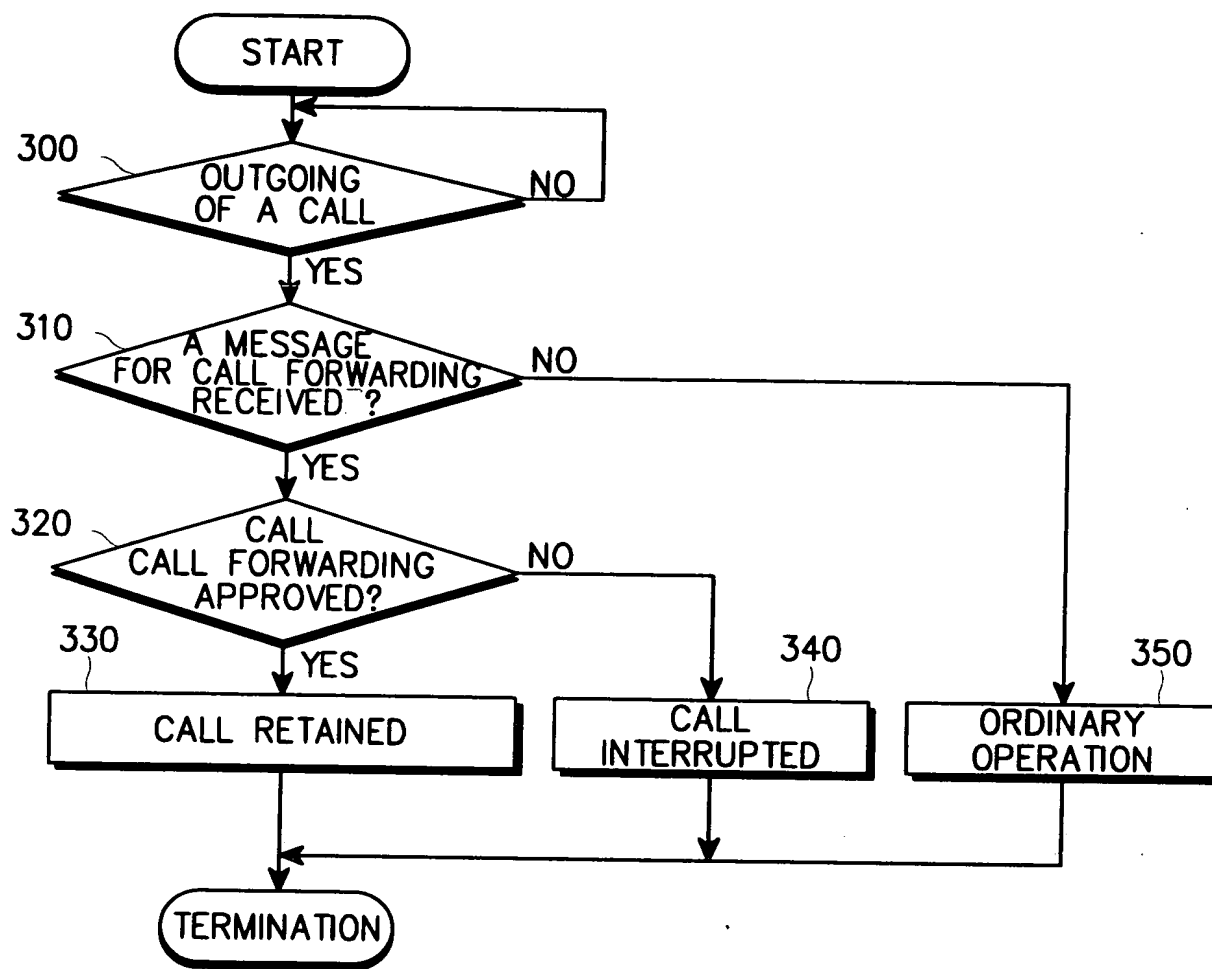 START
300
OUTGOING
OF A CALL
NO
YES
310
A MESSAGE
FOR CALL FORWARDING
RECEIVED ?
NO
YES
320
CALL
CALL FORWARDING
APPROVED?
NO
YES
330
CALL RETAINED
340
CALL
INTERRUPTED
350
ORDINARY
OPERATION
TERMINATION